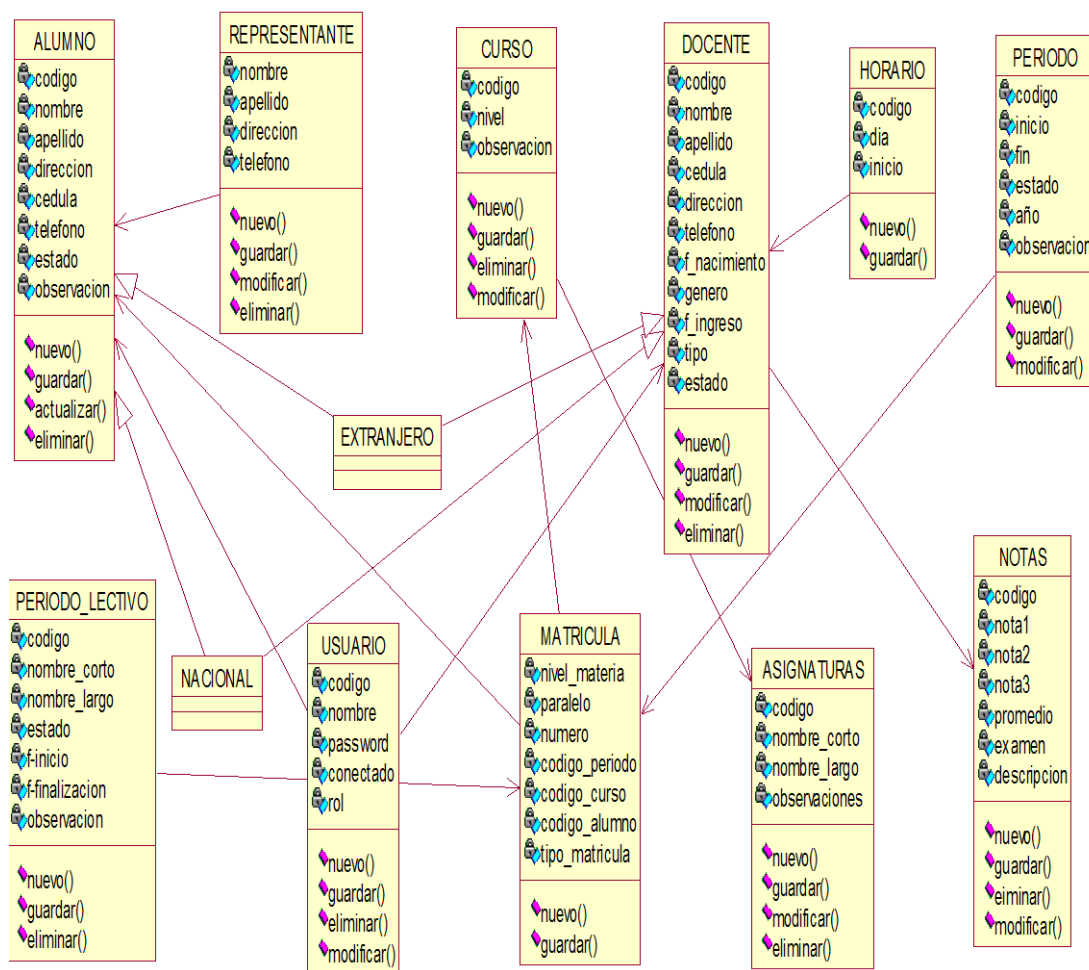 ALUMNO
codigo
nombre
apellido
direccion
cedula
telefono
estado
observacion
nuevo()
guardar()
actualizar()
eliminar()
REPRESENTANTE
nombre
apellido
direccion
telefono
nuevo()
guardar()
modificar()
eliminar()
CURSO
codigo
nivel
observacion
nuevo()
guardar()
eliminar()
modificar()
DOCENTE
codigo
nombre
apellido
cedula
direccion
telefono
f_nacimiento
genero
f_ingreso
tipo
estado
nuevo()
guardar()
modificar()
eliminar()
HORARIO
codigo
dia
inicio
nuevo()
guardar()
PERIODO
codigo
inicio
fin
estado
año
observacion
nuevo()
guardar()
modificar()
EXTRANJERO
PERIODO_LECTIVO
codigo
nombre_corto
nombre_largo
estado
f-inicio
f-finalizacion
observacion
nuevo()
guardar()
eliminar()
NACIONAL
USUARIO
codigo
nombre
password
conectado
rol
nuevo()
guardar()
eliminar()
modificar()
MATRICULA
nivel_materia
paralelo
numero
codigo_periodo
codigo_curso
codigo_alumno
tipo_matricula
nuevo()
guardar()
ASIGNATURAS
codigo
nombre_corto
nombre_largo
observaciones
nuevo()
guardar()
modificar()
eliminar()
NOTAS
codigo
nota1
nota2
nota3
promedio
examen
descripcion
nuevo()
guardar()
eiminar()
modificar()